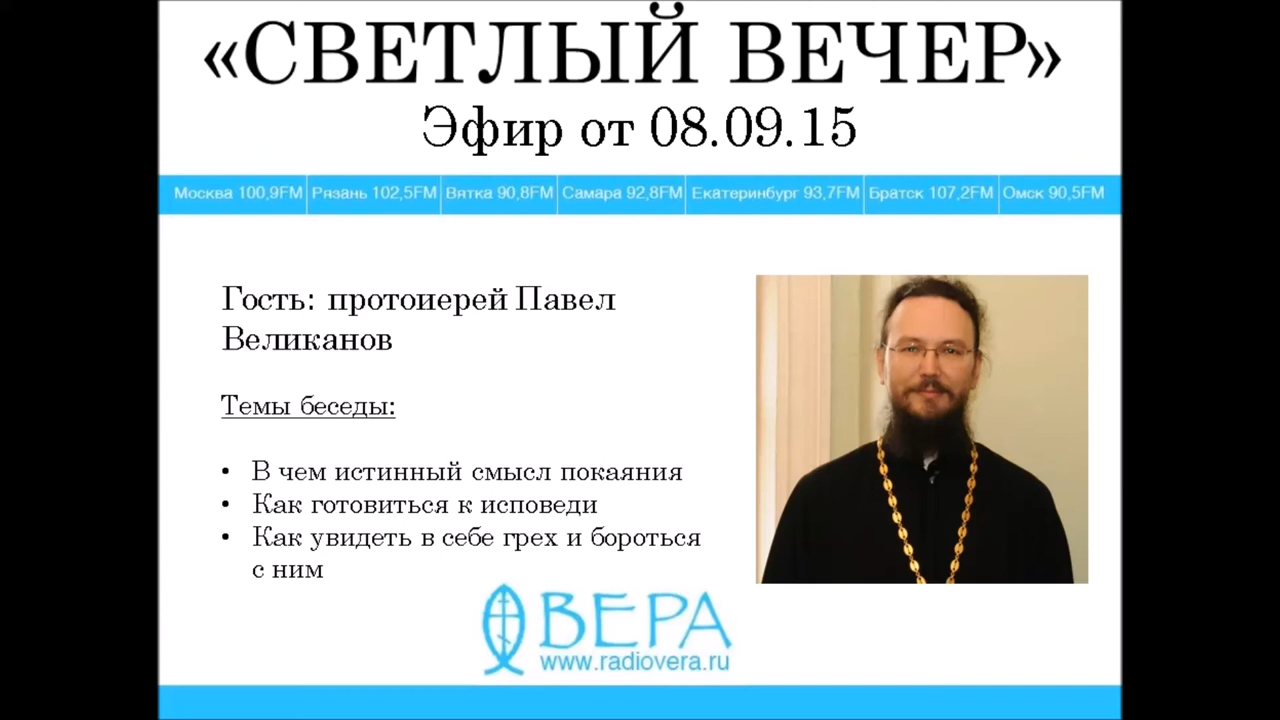 «СВЕТЛЫЙ ВЕЧЕР»
Эфир от 08.09.15
Москва 100,9FM Рязань 102,5FM Вятка 90,8FM Самара 92,8FM Екатеринбург 93,7FM Братск 107,2FM Омск 90,5FM
Гость: протоиерей Павел
Великанов
Темы беседы:
• В чем истинный смысл покаяния
• Как готовиться к исповеди
• Как увидеть в себе грех и бороться
с ним
ВЕРА
www.radiovera.ru